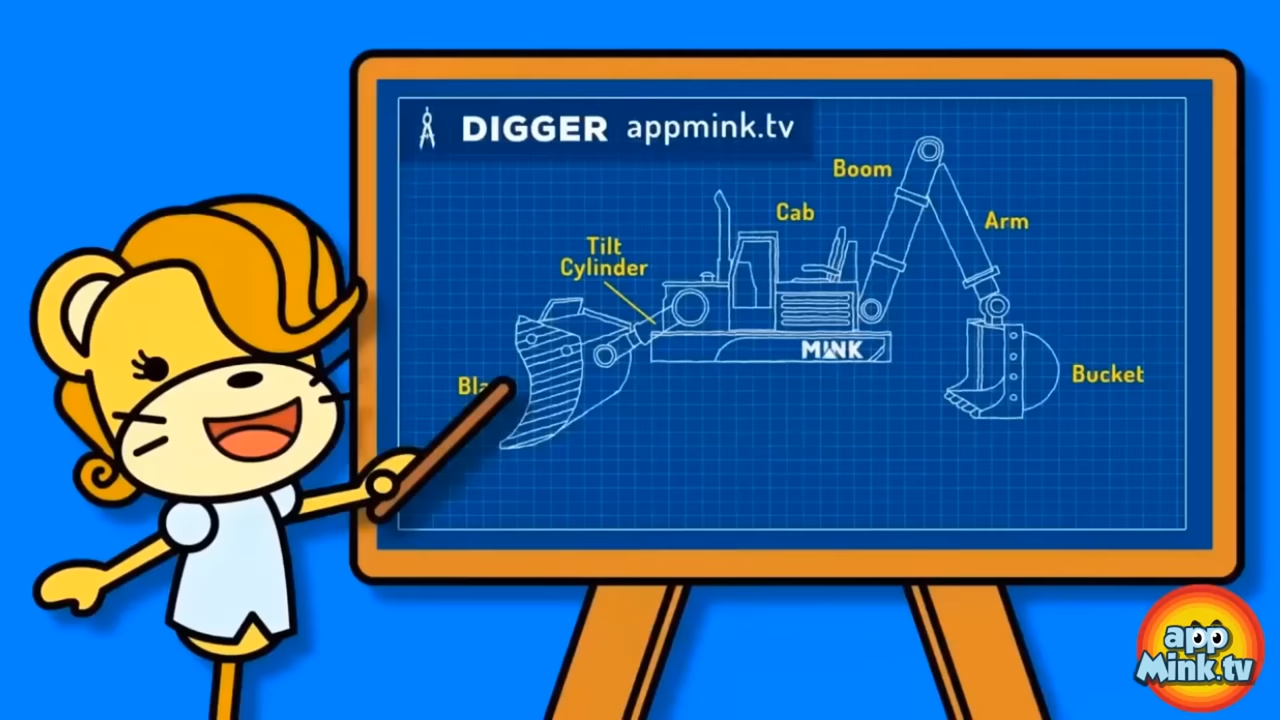 DIGGER appmink.tv
Boom
Cab
Arm
Tilt
Cylinder
MINK
Bucket
app
Mink.tv